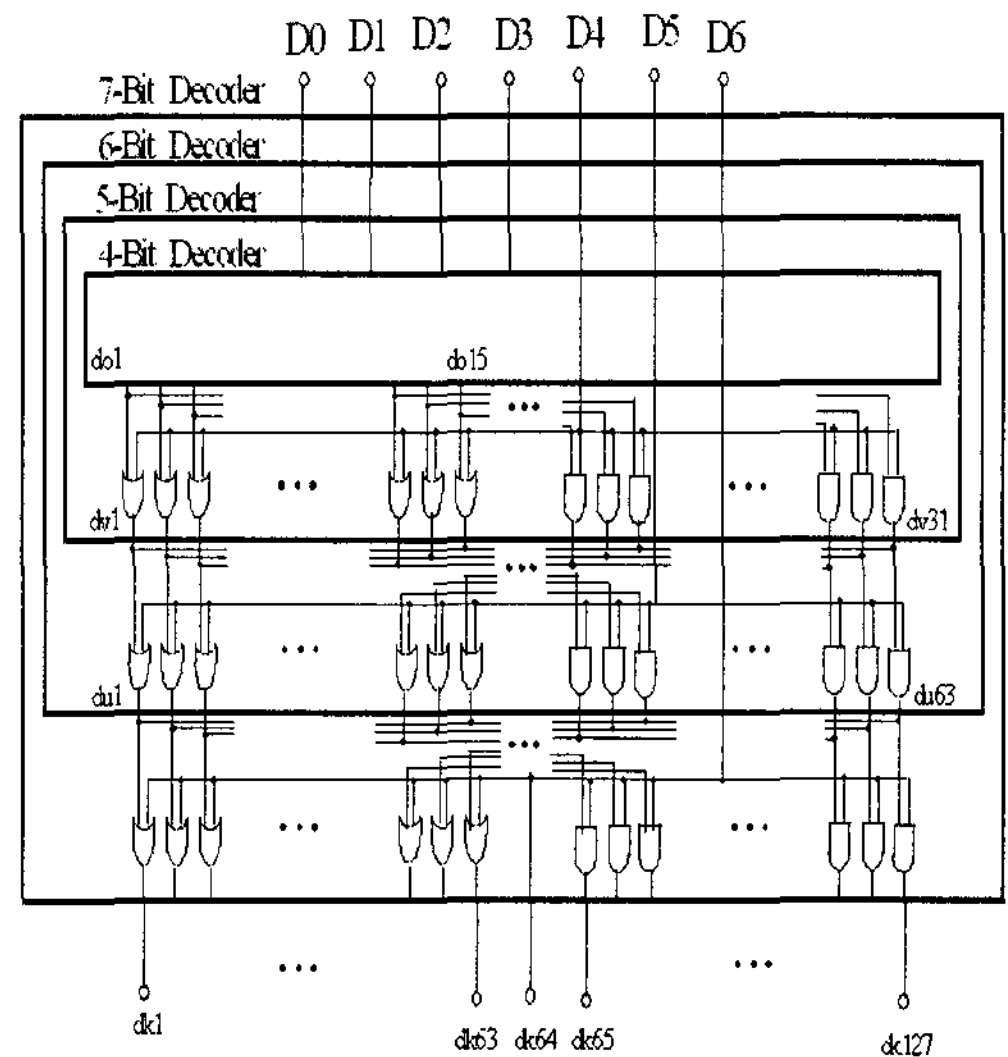 D0 D1 D2 D3 D4 D5 D6
7-Bit Decoder
6-Bit Decoder
5-Bit Decoder
4-Bit Decoder
do1 do15
dv1 dv31
du1 du63
dk1 dk63 dk64 dk65 dk127